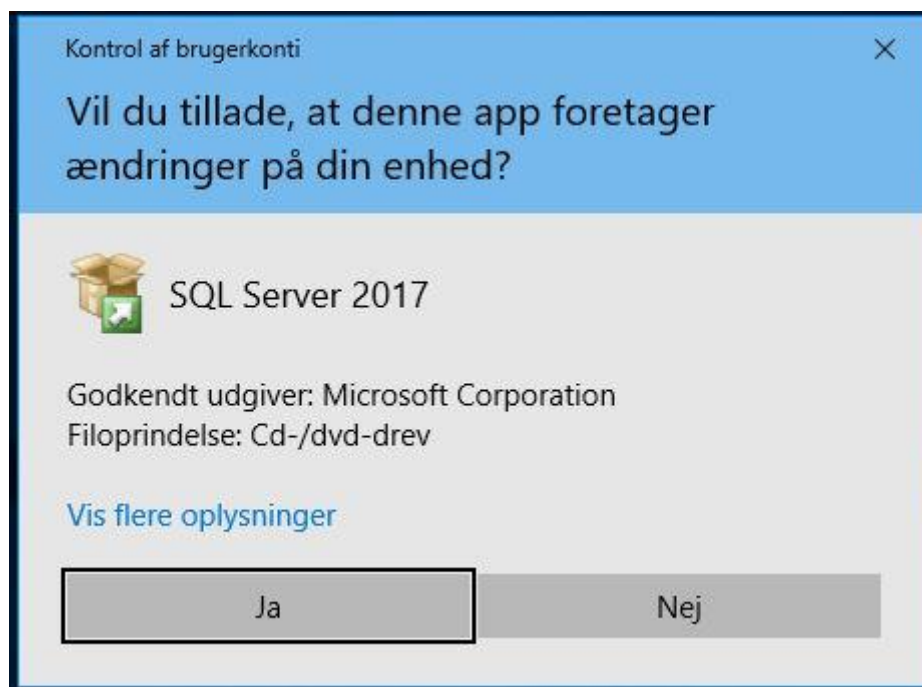 Kontrol af brugerkonti
Vil du tillade, at denne app foretager
ændringer på din enhed?
SQL Server 2017
Godkendt udgiver: Microsoft Corporation
Filoprindelse: Cd-/dvd-drev
Vis flere oplysninger
Ja
Nej